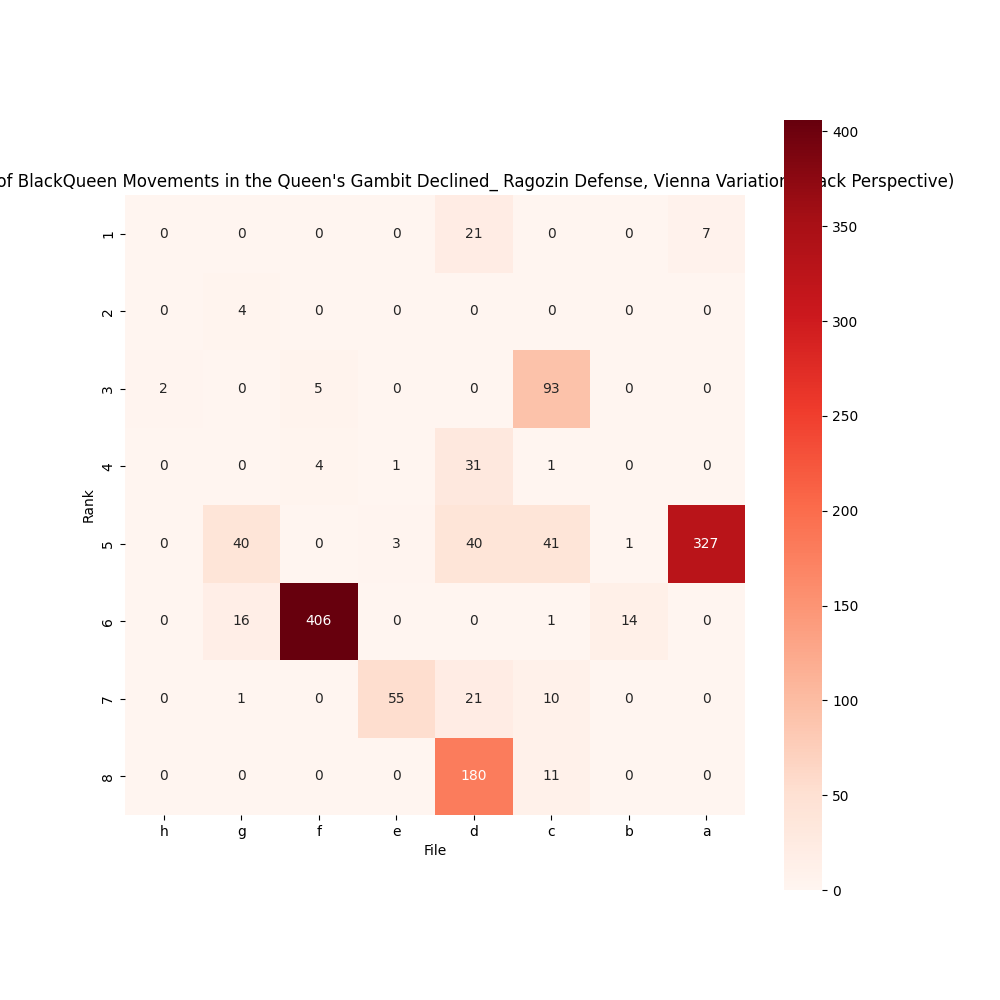 of BlackQueen Movements in the Queen's Gambit Declined_ Ragozin Defense, Vienna Variation ack Perspective)
400
350
300
250
200
150
100
50
0
1 0 0 0 0 21 0 0 7
2 0 4 0 0 0 0 0 0
3 2 0 5 0 0 93 0 0
4 0 0 4 1 31 1 0 0
Rank
5 0 40 0 3 40 41 1 327
6 0 16 406 0 0 1 14 0
7 0 1 0 55 21 10 0 0
8 0 0 0 0 180 11 0 0
h g f e d c b a
File